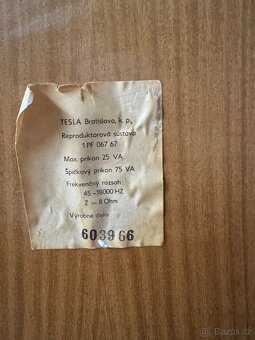 TESLA Bratislava, k. p.,
Reproduktorová sústava
1 PF 067 67
Max. príkon 25 VA
Špičkový príkon 75 VA
Frekvenčný rozsah:
45–18000 HZ
Z = 8 Ohm
Výrobné číslo
603966
Bazoš.cz